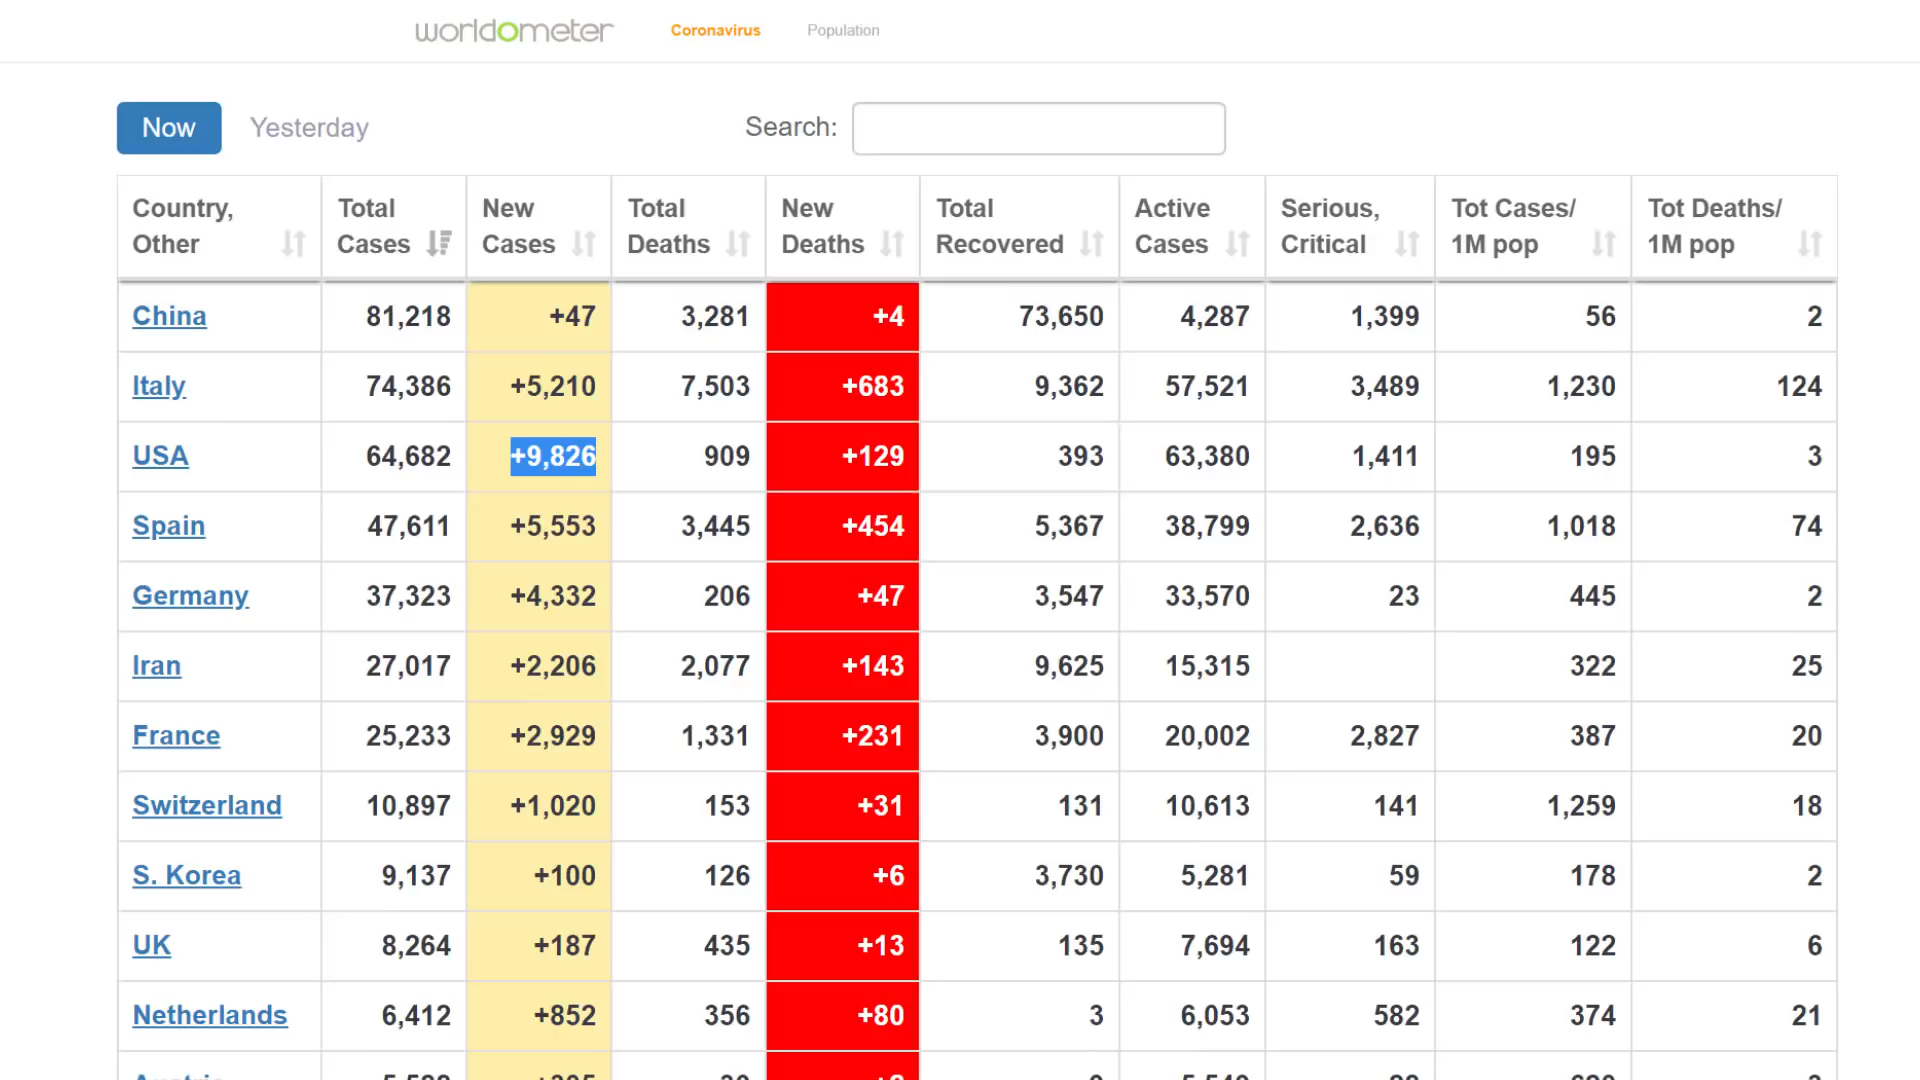 worldometer Coronavirus Population
Now Yesterday Search:
Country, Other Total Cases New Cases Total Deaths New Deaths Total Recovered Active Cases Serious, Critical Tot Cases/ 1M pop Tot Deaths/ 1M pop
China 81,218 +47 3,281 +4 73,650 4,287 1,399 56 2
Italy 74,386 +5,210 7,503 +683 9,362 57,521 3,489 1,230 124
USA 64,682 +9,826 909 +129 393 63,380 1,411 195 3
Spain 47,611 +5,553 3,445 +454 5,367 38,799 2,636 1,018 74
Germany 37,323 +4,332 206 +47 3,547 33,570 23 445 2
Iran 27,017 +2,206 2,077 +143 9,625 15,315 322 25
France 25,233 +2,929 1,331 +231 3,900 20,002 2,827 387 20
Switzerland 10,897 +1,020 153 +31 131 10,613 141 1,259 18
S. Korea 9,137 +100 126 +6 3,730 5,281 59 178 2
UK 8,264 +187 435 +13 135 7,694 163 122 6
Netherlands 6,412 +852 356 +80 3 6,053 582 374 21